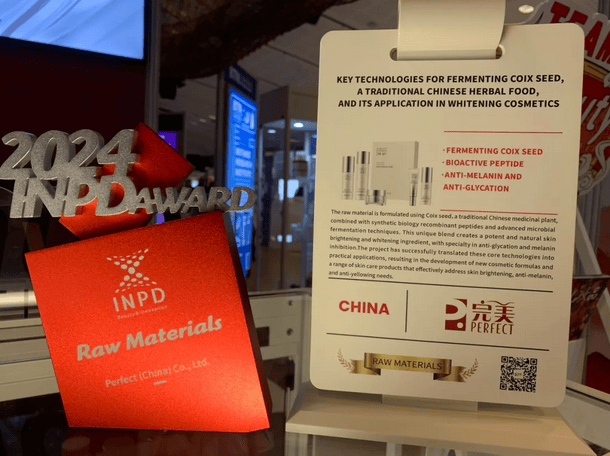 2024
INPD AWARD
INPD
Raw Materials
Perfect (China) Co., Ltd.
KEY TECHNOLOGIES FOR FERMENTING COIX SEED,
A TRADITIONAL CHINESE HERBAL FOOD,
AND ITS APPLICATION IN WHITENING COSMETICS
· FERMENTING COIX SEED
· BIOACTIVE PEPTIDE
· ANTI-MELANIN AND
ANTI-GLYCATION
The raw material is formulated using Coix seed, a traditional Chinese medicinal plant,
combined with synthetic biology recombinant peptides and advanced microbial
fermentation techniques. This unique blend creates a potent and natural skin
brightening and whitening ingredient, with specialty in anti-glycation and melanin
inhibition.The project has successfully translated these core technologies into
practical applications, resulting in the development of new cosmetic formulas and
a range of skin care products that effectively address skin brightening, anti-melanin,
and anti-yellowing needs.
CHINA
完美
PERFECT
RAW MATERIALS
TEAM